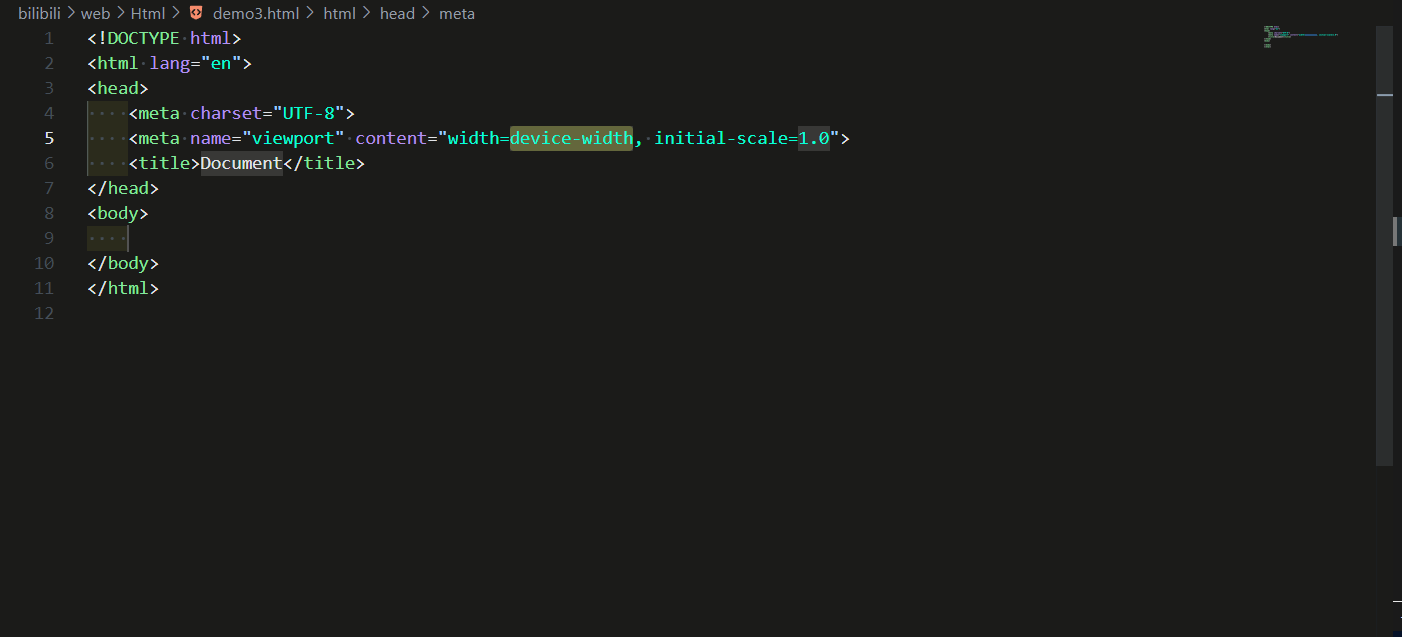 bilibili > web > Html > demo3.html > html > head > meta
1 <!DOCTYPE html>
2 <html lang="en">
3 <head>
4     <meta charset="UTF-8">
5     <meta name="viewport" content="width=device-width, initial-scale=1.0">
6     <title>Document</title>
7 </head>
8 <body>
9
10 </body>
11 </html>
12